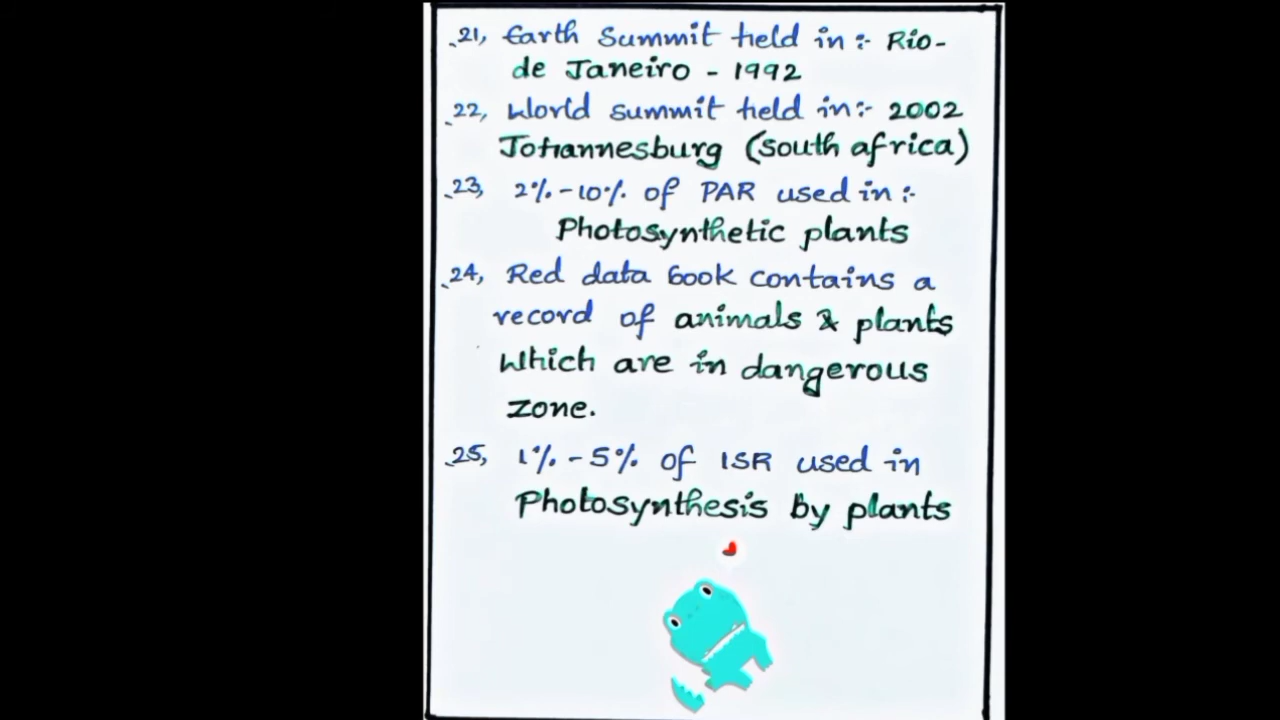 21, Earth Summit held in :- Rio-
de Janeiro - 1992
22, World summit held in:- 2002
Johannesburg (south africa)
23, 2%-10% of PAR used in :-
Photosynthetic plants
24, Red data book contains a
record of animals & plants
which are in dangerous
zone.
25, 1% - 5% of ISR used in
Photosynthesis by plants